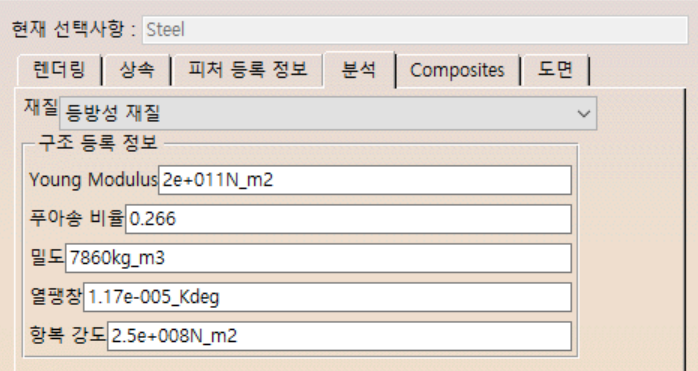 현재 선택사항 : Steel
렌더링 상속 피처 등록 정보 분석 Composites 도면
재질 등방성 재질
구조 등록 정보
Young Modulus 2e+011N_m2
푸아송 비율 0.266
밀도 7860kg_m3
열팽창 1.17e-005_Kdeg
항복 강도 2.5e+008N_m2